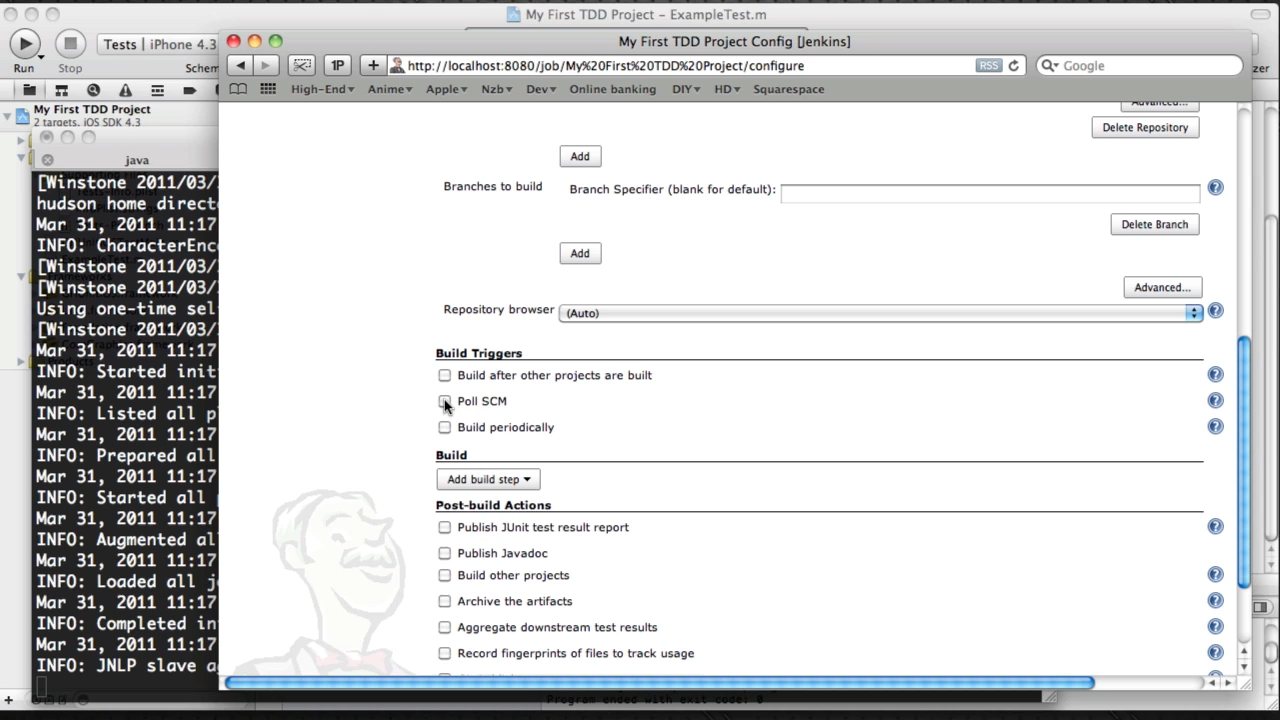 My First TDD Project – ExampleTest.m
Run
Stop
Tests | iPhone 4.3
Schem
My First TDD Project
2 targets, iOS SDK 4.3
java
[Winstone 2011/03/
hudson home direct
Mar 31, 2011 11:17
INFO: CharacterEnc
[Winstone 2011/03/
[Winstone 2011/03/
Using one-time sel
[Winstone 2011/03/
Mar 31, 2011 11:17
INFO: Started init
Mar 31, 2011 11:17
INFO: Listed all p
Mar 31, 2011 11:17
INFO: Prepared all
Mar 31, 2011 11:17
INFO: Started all
Mar 31, 2011 11:17
INFO: Augmented al
Mar 31, 2011 11:17
INFO: Loaded all j
Mar 31, 2011 11:17
INFO: Completed in
Mar 31, 2011 11:17
INFO: JNLP slave a
My First TDD Project Config [Jenkins]
1P
http://localhost:8080/job/My%20First%20TDD%20Project/configure
RSS
Google
zer
High-End
Anime
Apple
Nzb
Dev
Online banking
DIY
HD
Squarespace
Advanced...
Delete Repository
Add
Branches to build
Branch Specifier (blank for default):
Delete Branch
Add
Advanced...
Repository browser
(Auto)
Build Triggers
Build after other projects are built
Poll SCM
Build periodically
Build
Add build step
Post-build Actions
Publish JUnit test result report
Publish Javadoc
Build other projects
Archive the artifacts
Aggregate downstream test results
Record fingerprints of files to track usage
Program ended with exit code: 0